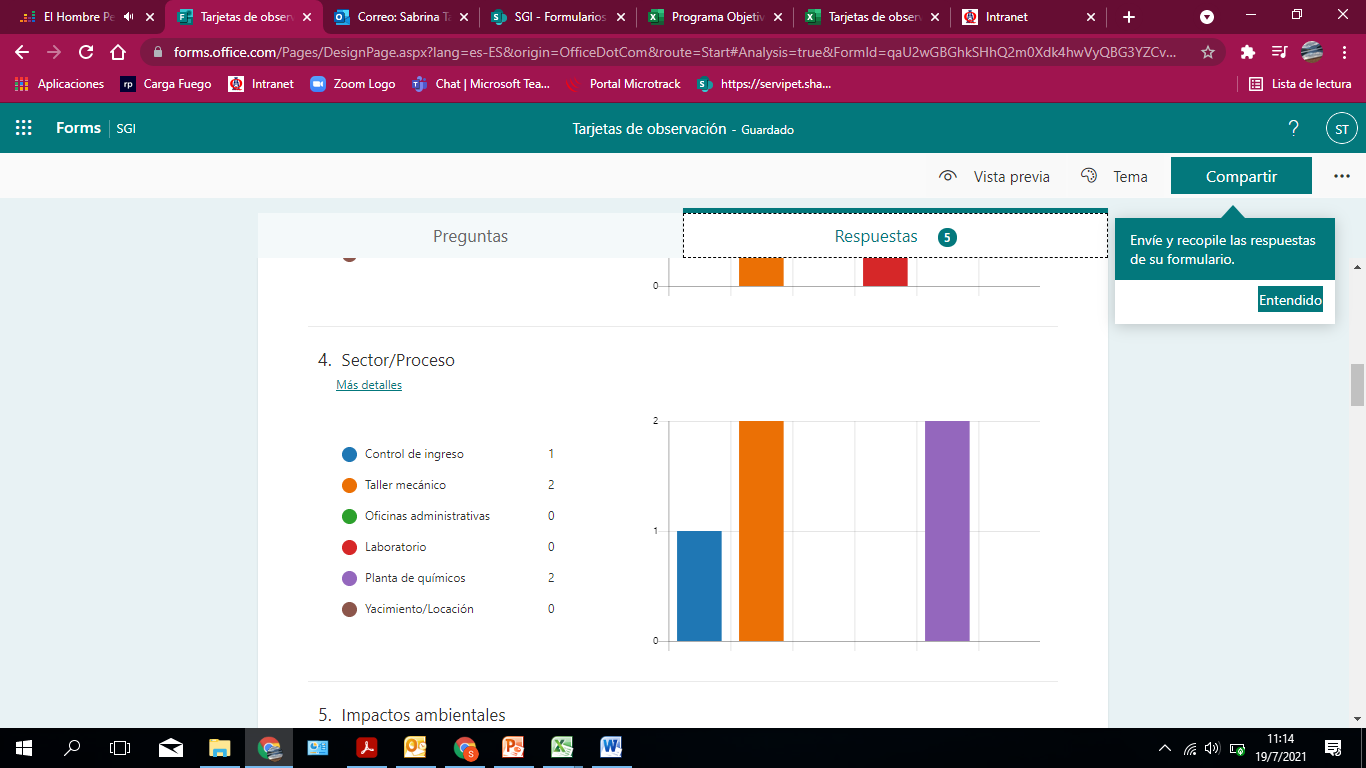 El Hombre Pe
Tarjetas de obser
Correo: Sabrina Ta
SGI - Formularios
Programa Objetiv
Tarjetas de obser
Intranet
forms.office.com/Pages/DesignPage.aspx?lang=es-ES&origin=OfficeDotCom&route=Start#Analysis=true&FormId=qaU2wGBGhkSHhQ2m0Xdk4hwVyQBG3YZCv...
Aplicaciones
rp Carga Fuego
Intranet
Zoom Logo
Chat | Microsoft Tea...
Portal Microtrack
https://servipet.sha...
Lista de lectura
Forms
SGI
Tarjetas de observación - Guardado
?
ST
Vista previa
Tema
Compartir
Preguntas
Respuestas 5
Envíe y recopile las respuestas
de su formulario.
Entendido
0
4. Sector/Proceso
Más detalles
Control de ingreso 1
Taller mecánico 2
Oficinas administrativas 0
Laboratorio 0
Planta de químicos 2
Yacimiento/Locación 0
2
1
0
5. Impactos ambientales
11:14
19/7/2021